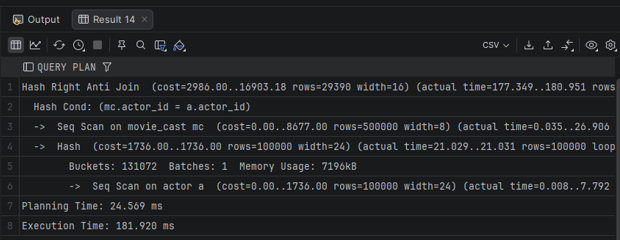 Output
Result 14
CSV
QUERY PLAN
1 Hash Right Anti Join  (cost=2986.00..16903.18 rows=29390 width=16) (actual time=177.349..180.951 rows
2   Hash Cond: (mc.actor_id = a.actor_id)
3   ->  Seq Scan on movie_cast mc  (cost=0.00..8677.00 rows=500000 width=8) (actual time=0.035..26.906
4   ->  Hash  (cost=1736.00..1736.00 rows=100000 width=24) (actual time=21.029..21.031 rows=100000 loop
5         Buckets: 131072  Batches: 1  Memory Usage: 7196kB
6         ->  Seq Scan on actor a  (cost=0.00..1736.00 rows=100000 width=24) (actual time=0.008..7.792
7 Planning Time: 24.569 ms
8 Execution Time: 181.920 ms